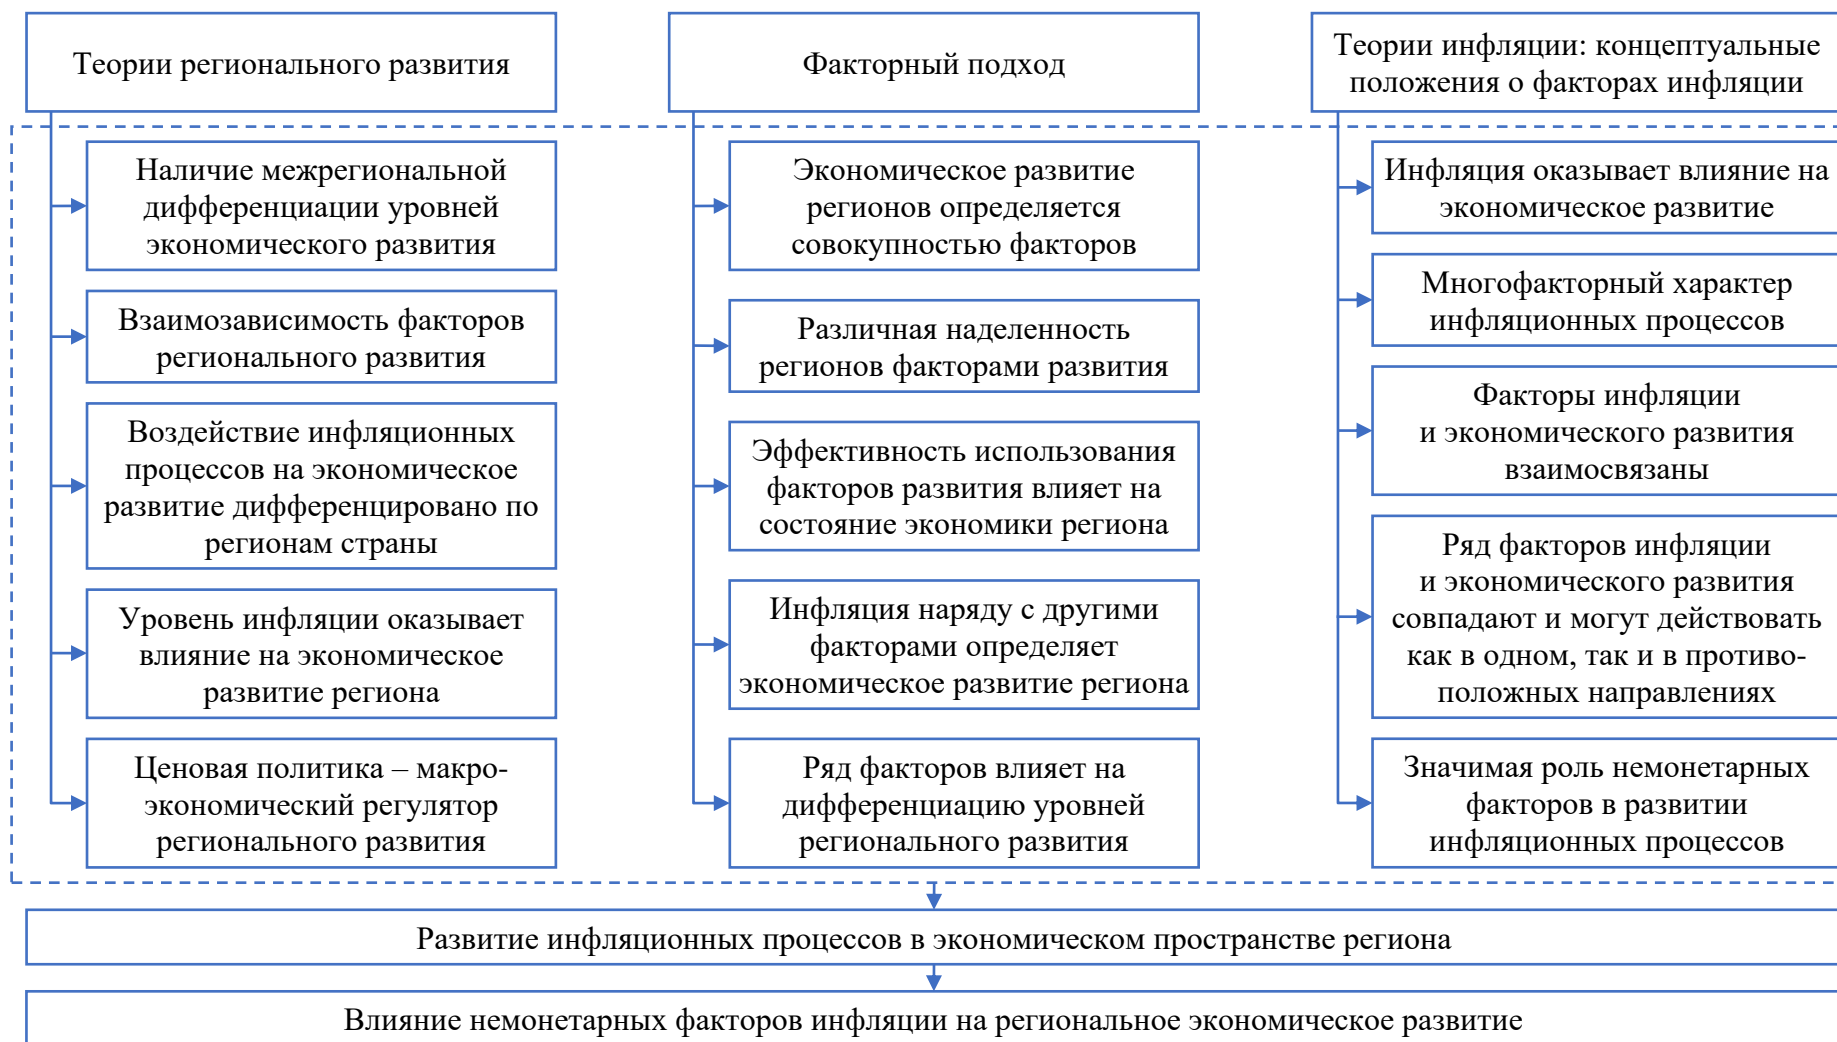 Теории регионального развития
Наличие межрегиональной
дифференциации уровней
экономического развития
Взаимозависимость факторов
регионального развития
Воздействие инфляционных
процессов на экономическое
развитие дифференцировано по
регионам страны
Уровень инфляции оказывает
влияние на экономическое
развитие региона
Ценовая политика – макро-
экономический регулятор
регионального развития
Факторный подход
Экономическое развитие
регионов определяется
совокупностью факторов
Различная наделенность
регионов факторами развития
Эффективность использования
факторов развития влияет на
состояние экономики региона
Инфляция наряду с другими
факторами определяет
экономическое развитие региона
Ряд факторов влияет на
дифференциацию уровней
регионального развития
Теории инфляции: концептуальные
положения о факторах инфляции
Инфляция оказывает влияние на
экономическое развитие
Многофакторный характер
инфляционных процессов
Факторы инфляции
и экономического развития
взаимосвязаны
Ряд факторов инфляции
и экономического развития
совпадают и могут действовать
как в одном, так и в противо-
положных направлениях
Значимая роль немонетарных
факторов в развитии
инфляционных процессов
Развитие инфляционных процессов в экономическом пространстве региона
Влияние немонетарных факторов инфляции на региональное экономическое развитие